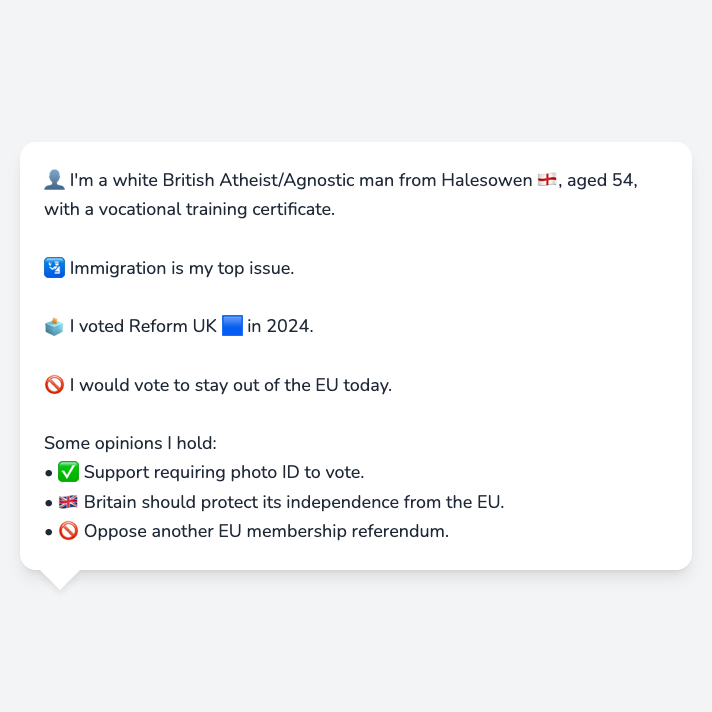 👤 I'm a white British Atheist/Agnostic man from Halesowen 🏴󠁧󠁢󠁥󠁮󠁧󠁿, aged 54,
with a vocational training certificate.
🛂 Immigration is my top issue.
🗳️ I voted Reform UK 🟦 in 2024.
🚫 I would vote to stay out of the EU today.
Some opinions I hold:
• ✅ Support requiring photo ID to vote.
• 🇬🇧 Britain should protect its independence from the EU.
• 🚫 Oppose another EU membership referendum.